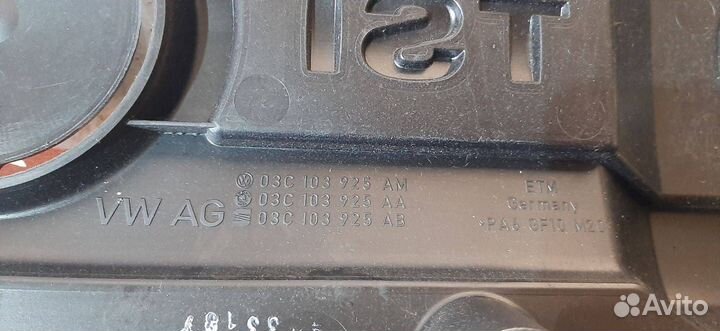 TSI
VW AG
03C 103 925 AM
03C 103 925 AA
03C 103 925 AB
ETM
Germany
>PA6 GF10 M20
Avito